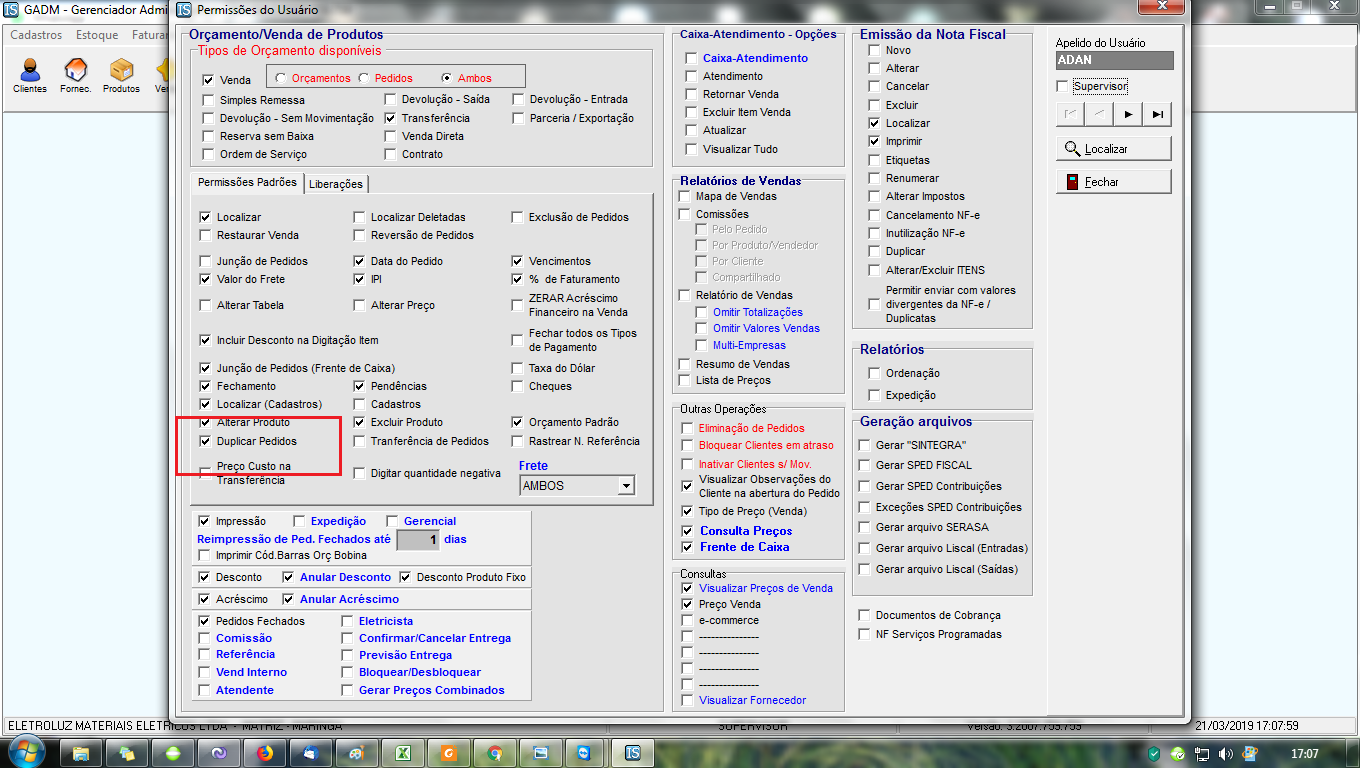 GADM - Gerenciador Admi
Permissões do Usuário
Cadastros Estoque Faturar
Clientes Fornec. Produtos
Orçamento/Venda de Produtos
Tipos de Orçamento disponíveis
Venda Orçamentos Pedidos Ambos
Simples Remessa Devolução - Saída Devolução - Entrada
Devolução - Sem Movimentação Transferência Parceria / Exportação
Reserva sem Baixa Venda Direta
Ordem de Serviço Contrato
Permissões Padrões Liberações
Localizar Localizar Deletadas Exclusão de Pedidos
Restaurar Venda Reversão de Pedidos
Junção de Pedidos Data do Pedido Vencimentos
Valor do Frete IPI % de Faturamento
Alterar Tabela Alterar Preço ZERAR Acréscimo
Financeiro na Venda
Incluir Desconto na Digitação Item Fechar todos os Tipos
de Pagamento
Junção de Pedidos (Frente de Caixa) Taxa do Dólar
Fechamento Pendências Cheques
Localizar (Cadastros) Cadastros
Alterar Produto Excluir Produto Orçamento Padrão
Duplicar Pedidos Tranferência de Pedidos Rastrear N. Referência
Preço Custo na
Transferência Digitar quantidade negativa
Frete
AMBOS
Impressão Expedição Gerencial
Reimpressão de Ped. Fechados até 1 dias
Imprimir Cód.Barras Orç Bobina
Desconto Anular Desconto Desconto Produto Fixo
Acréscimo Anular Acréscimo
Pedidos Fechados Eletricista
Comissão Confirmar/Cancelar Entrega
Referência Previsão Entrega
Vend Interno Bloquear/Desbloquear
Atendente Gerar Preços Combinados
Caixa-Atendimento - Opções
Caixa-Atendimento
Atendimento
Retornar Venda
Excluir Item Venda
Atualizar
Visualizar Tudo
Relatórios de Vendas
Mapa de Vendas
Comissões
Pelo Pedido
Por Produto/Vendedor
Por Cliente
Compartilhado
Relatório de Vendas
Omitir Totalizações
Omitir Valores Vendas
Multi-Empresas
Resumo de Vendas
Lista de Preços
Outras Operações
Eliminação de Pedidos
Bloquear Clientes em atraso
Inativar Clientes s/ Mov.
Visualizar Observações do
Cliente na abertura do Pedido
Tipo de Preço (Venda)
Consulta Preços
Frente de Caixa
Consultas
Visualizar Preços de Venda
Preço Venda
e-commerce
---------------
---------------
---------------
---------------
Visualizar Fornecedor
Emissão da Nota Fiscal
Novo
Alterar
Cancelar
Excluir
Localizar
Imprimir
Etiquetas
Renumerar
Alterar Impostos
Cancelamento NF-e
Inutilização NF-e
Duplicar
Alterar/Excluir ITENS
Permitir enviar com valores
divergentes da NF-e /
Duplicatas
Relatórios
Ordenação
Expedição
Geração arquivos
Gerar "SINTEGRA"
Gerar SPED FISCAL
Gerar SPED Contribuições
Exceções SPED Contribuições
Gerar arquivo SERASA
Gerar arquivo Liscal (Entradas)
Gerar arquivo Liscal (Saídas)
Documentos de Cobrança
NF Serviços Programadas
Apelido do Usuário
ADAN
Supervisor
Localizar
Fechar
ELETROLUZ MATERIAIS ELETRICOS LTDA - MATRIZ - MARINGA SUPERVISOR Versão: 3.2007.755.755 21/03/2019 17:07:59
17:07